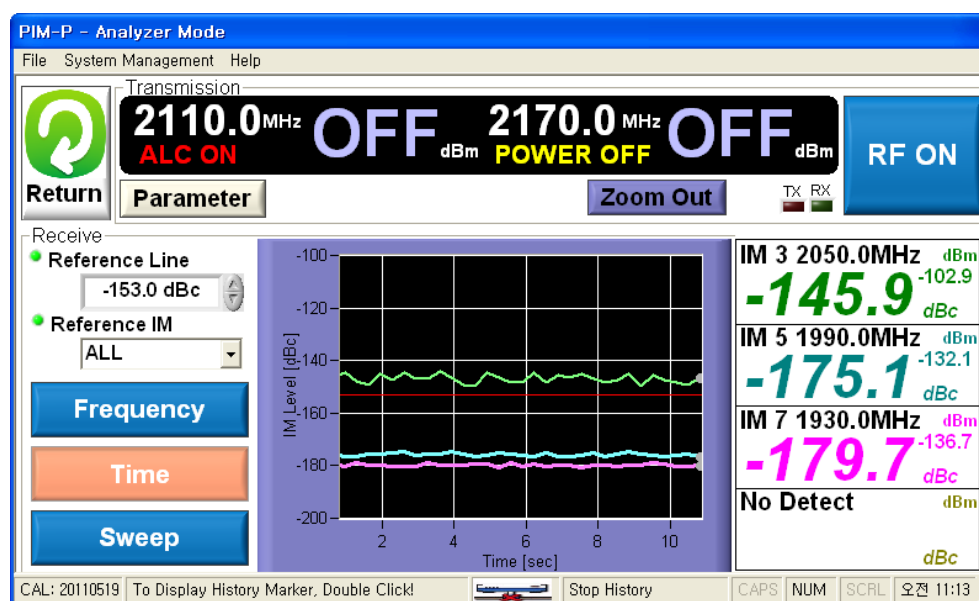 PIM-P - Analyzer Mode
File System Management Help
Return
Transmission
2110.0 MHz OFF dBm 2170.0 MHz OFF dBm
ALC ON POWER OFF
RF ON
Parameter Zoom Out TX RX
Receive
Reference Line
-153.0 dBc
Reference IM
ALL
Frequency
Time
Sweep
IM Level [dBc]
-100
-120
-140
-160
-180
-200
2 4 6 8 10
Time [sec]
IM 3 2050.0MHz dBm
-145.9 -102.9
dBc
IM 5 1990.0MHz dBm
-175.1 -132.1
dBc
IM 7 1930.0MHz dBm
-179.7 -136.7
dBc
No Detect dBm
dBc
CAL: 20110519 To Display History Marker, Double Click! Stop History CAPS NUM SCRL 오전 11:13